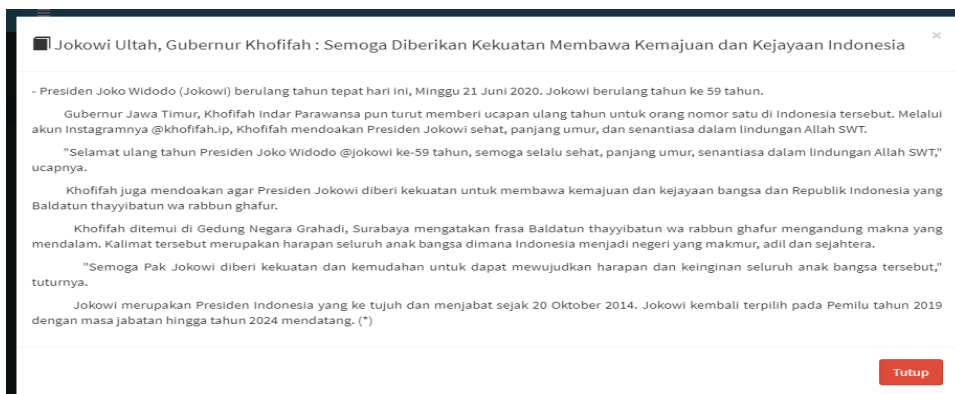 Jokowi Ultah, Gubernur Khofifah : Semoga Diberikan Kekuatan Membawa Kemajuan dan Kejayaan Indonesia
×
- Presiden Joko Widodo (Jokowi) berulang tahun tepat hari ini, Minggu 21 Juni 2020. Jokowi berulang tahun ke 59 tahun.
Gubernur Jawa Timur, Khofifah Indar Parawansa pun turut memberi ucapan ulang tahun untuk orang nomor satu di Indonesia tersebut. Melalui
akun Instagramnya @khofifah.ip, Khofifah mendoakan Presiden Jokowi sehat, panjang umur, dan senantiasa dalam lindungan Allah SWT.
"Selamat ulang tahun Presiden Joko Widodo @jokowi ke-59 tahun, semoga selalu sehat, panjang umur, senantiasa dalam lindungan Allah SWT,"
ucapnya.
Khofifah juga mendoakan agar Presiden Jokowi diberi kekuatan untuk membawa kemajuan dan kejayaan bangsa dan Republik Indonesia yang
Baldatun thayyibatun wa rabbun ghafur.
Khofifah ditemui di Gedung Negara Grahadi, Surabaya mengatakan frasa Baldatun thayyibatun wa rabbun ghafur mengandung makna yang
mendalam. Kalimat tersebut merupakan harapan seluruh anak bangsa dimana Indonesia menjadi negeri yang makmur, adil dan sejahtera.
"Semoga Pak Jokowi diberi kekuatan dan kemudahan untuk dapat mewujudkan harapan dan keinginan seluruh anak bangsa tersebut,"
tuturnya.
Jokowi merupakan Presiden Indonesia yang ke tujuh dan menjabat sejak 20 Oktober 2014. Jokowi kembali terpilih pada Pemilu tahun 2019
dengan masa jabatan hingga tahun 2024 mendatang. (*)
Tutup